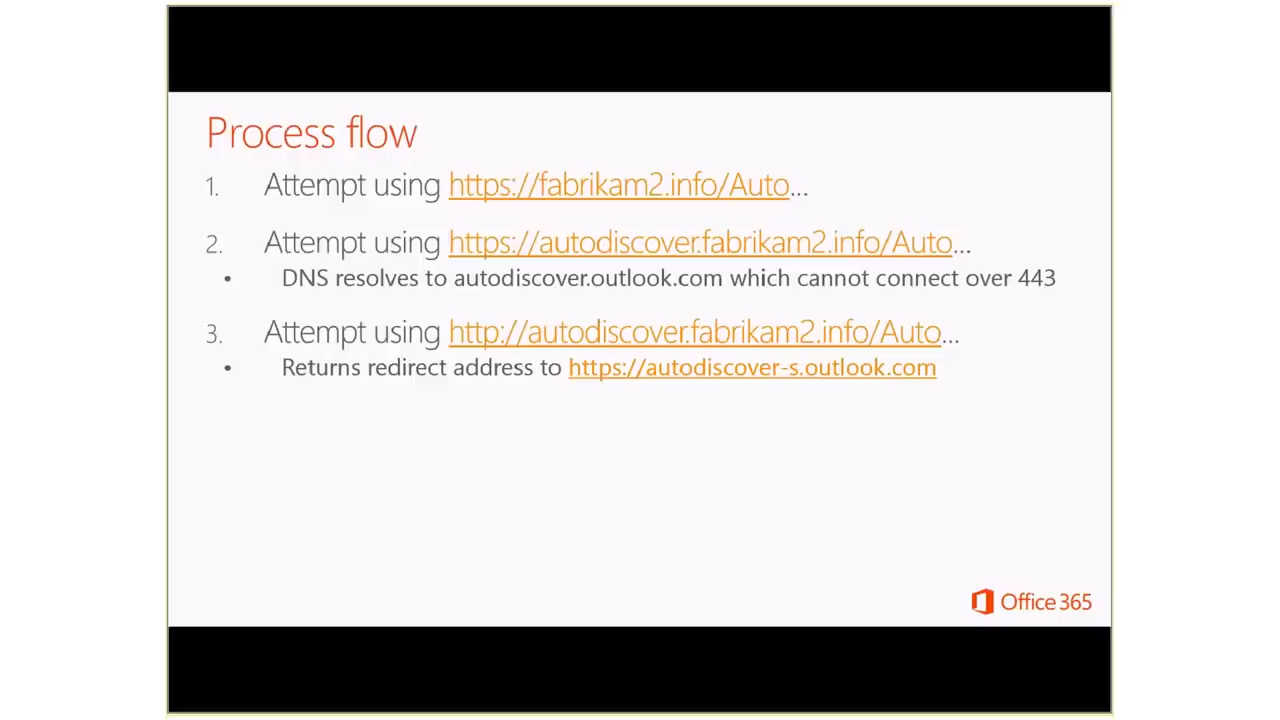 Process flow
1. Attempt using https://fabrikam2.info/Auto...
2. Attempt using https://autodiscover.fabrikam2.info/Auto...
• DNS resolves to autodiscover.outlook.com which cannot connect over 443
3. Attempt using http://autodiscover.fabrikam2.info/Auto...
• Returns redirect address to https://autodiscover-s.outlook.com
Office 365